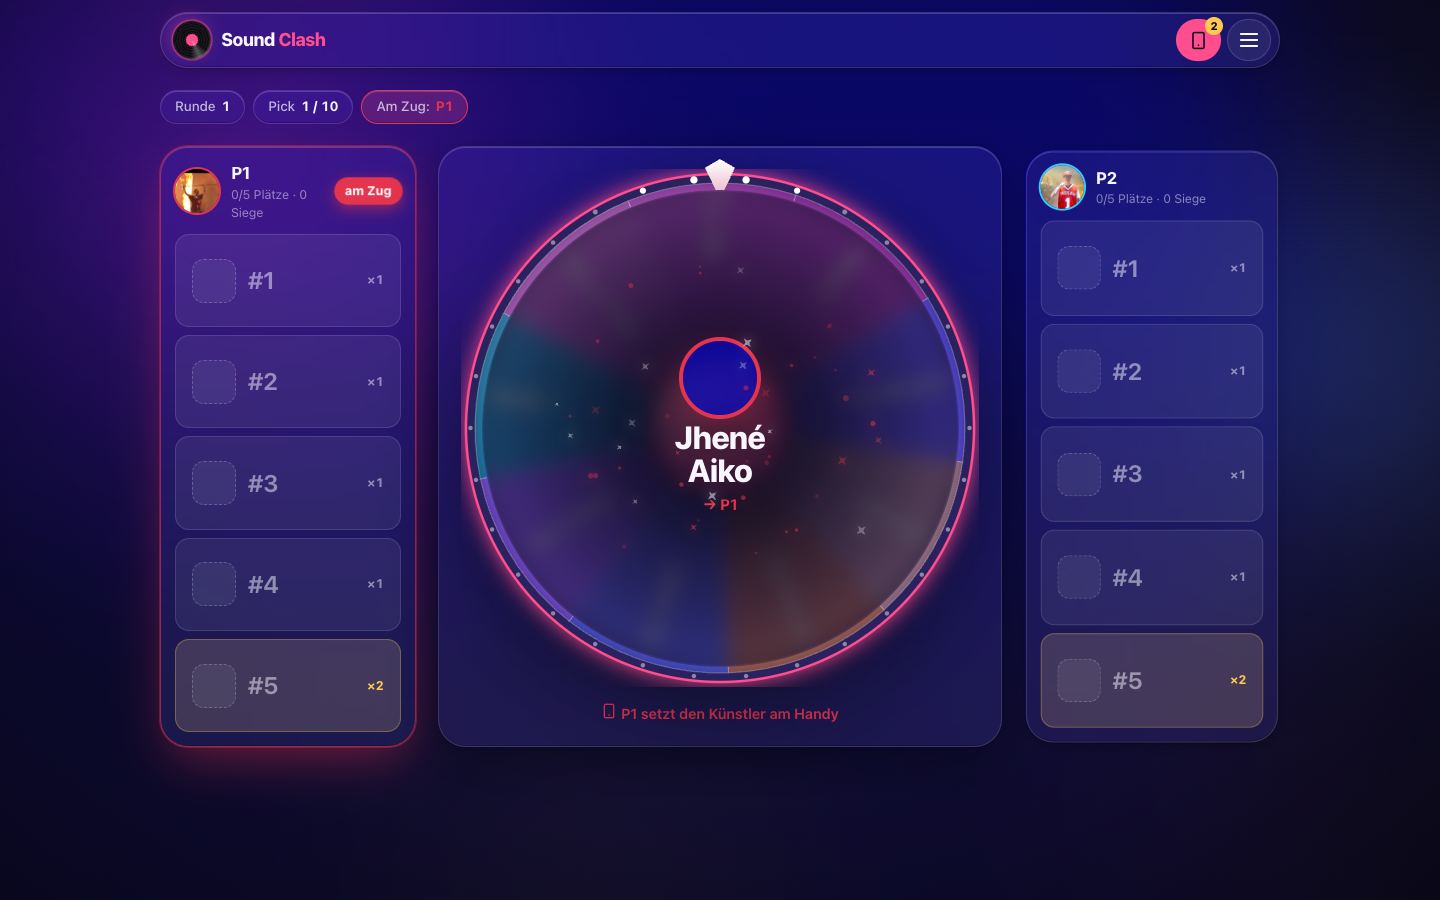 Sound Clash
2
Runde 1
Pick 1 / 10
Am Zug: P1
P1
0/5 Plätze · 0
Siege
am Zug
#1 ×1
#2 ×1
#3 ×1
#4 ×1
#5 ×2
Jhené
Aiko
→ P1
P1 setzt den Künstler am Handy
P2
0/5 Plätze · 0 Siege
#1 ×1
#2 ×1
#3 ×1
#4 ×1
#5 ×2